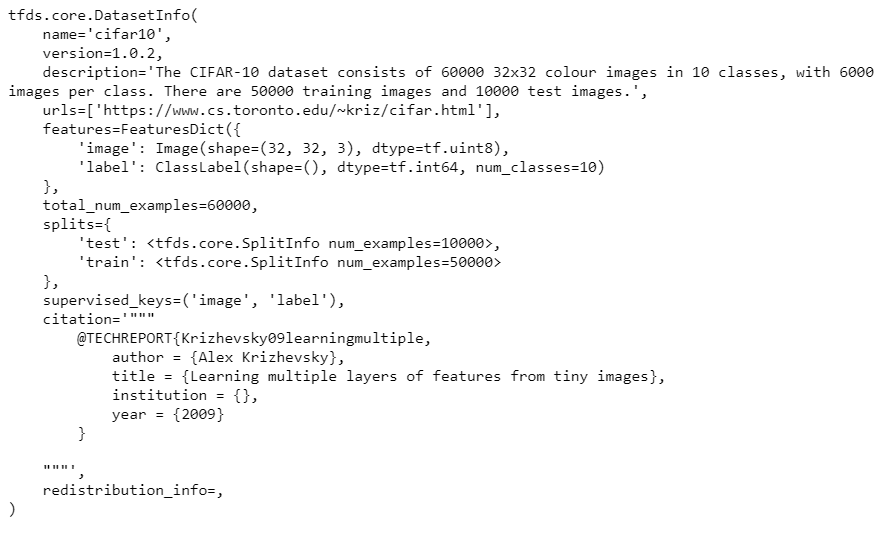 tfds.core.DatasetInfo(
    name='cifar10',
    version=1.0.2,
    description='The CIFAR-10 dataset consists of 60000 32x32 colour images in 10 classes, with 6000
images per class. There are 50000 training images and 10000 test images.',
    urls=['https://www.cs.toronto.edu/~kriz/cifar.html'],
    features=FeaturesDict({
        'image': Image(shape=(32, 32, 3), dtype=tf.uint8),
        'label': ClassLabel(shape=(), dtype=tf.int64, num_classes=10)
    },
    total_num_examples=60000,
    splits={
        'test': <tfds.core.SplitInfo num_examples=10000>,
        'train': <tfds.core.SplitInfo num_examples=50000>
    },
    supervised_keys=('image', 'label'),
    citation='"""
        @TECHREPORT{Krizhevsky09learningmultiple,
            author = {Alex Krizhevsky},
            title = {Learning multiple layers of features from tiny images},
            institution = {},
            year = {2009}
        }
    """',
    redistribution_info=,
)